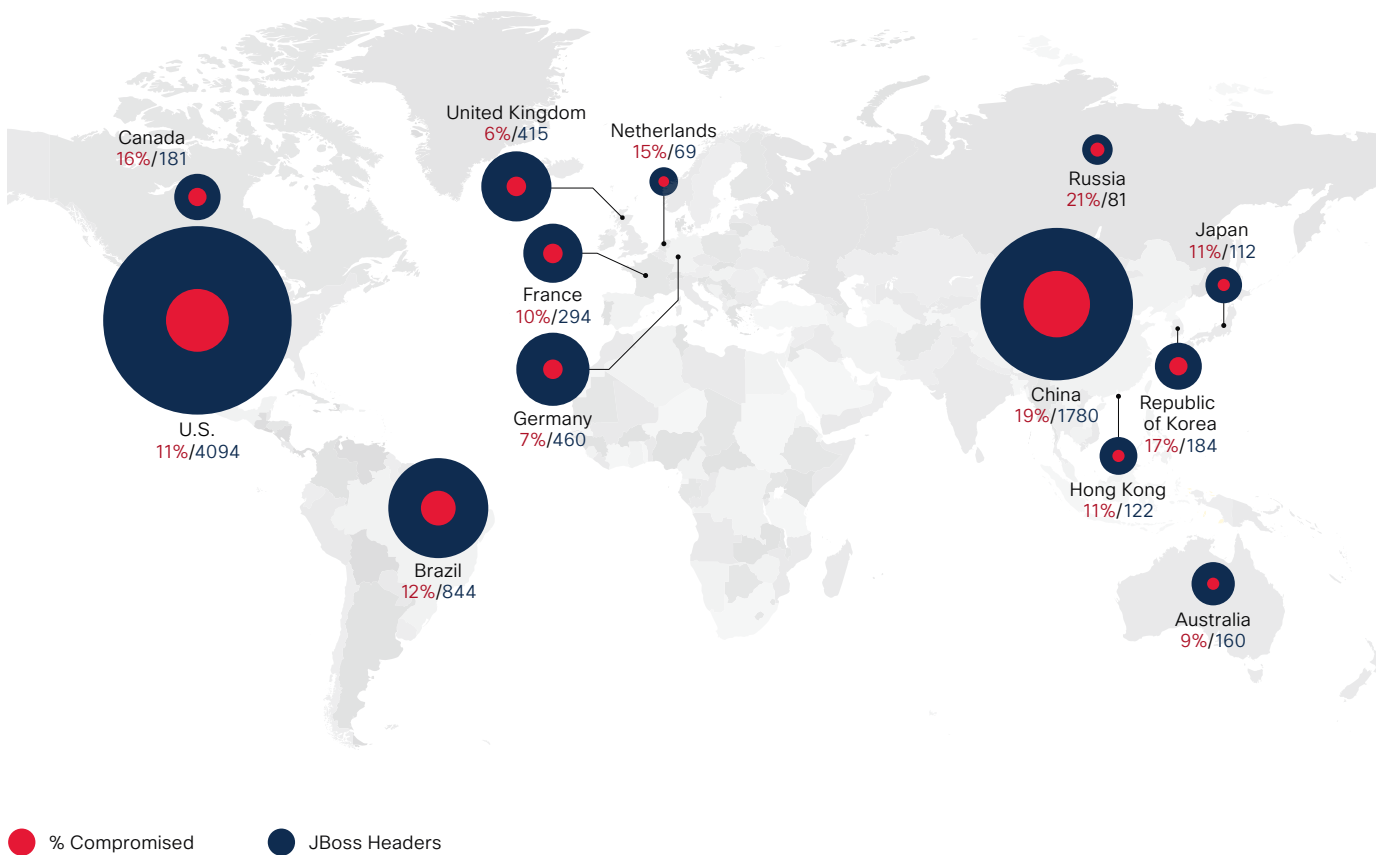 Canada
16%/181
United Kingdom
6%/415
Netherlands
15%/69
Russia
21%/81
Japan
11%/112
France
10%/294
U.S.
11%/4094
Germany
7%/460
China
19%/1780
Republic
of Korea
17%/184
Hong Kong
11%/122
Brazil
12%/844
Australia
9%/160
% Compromised
JBoss Headers